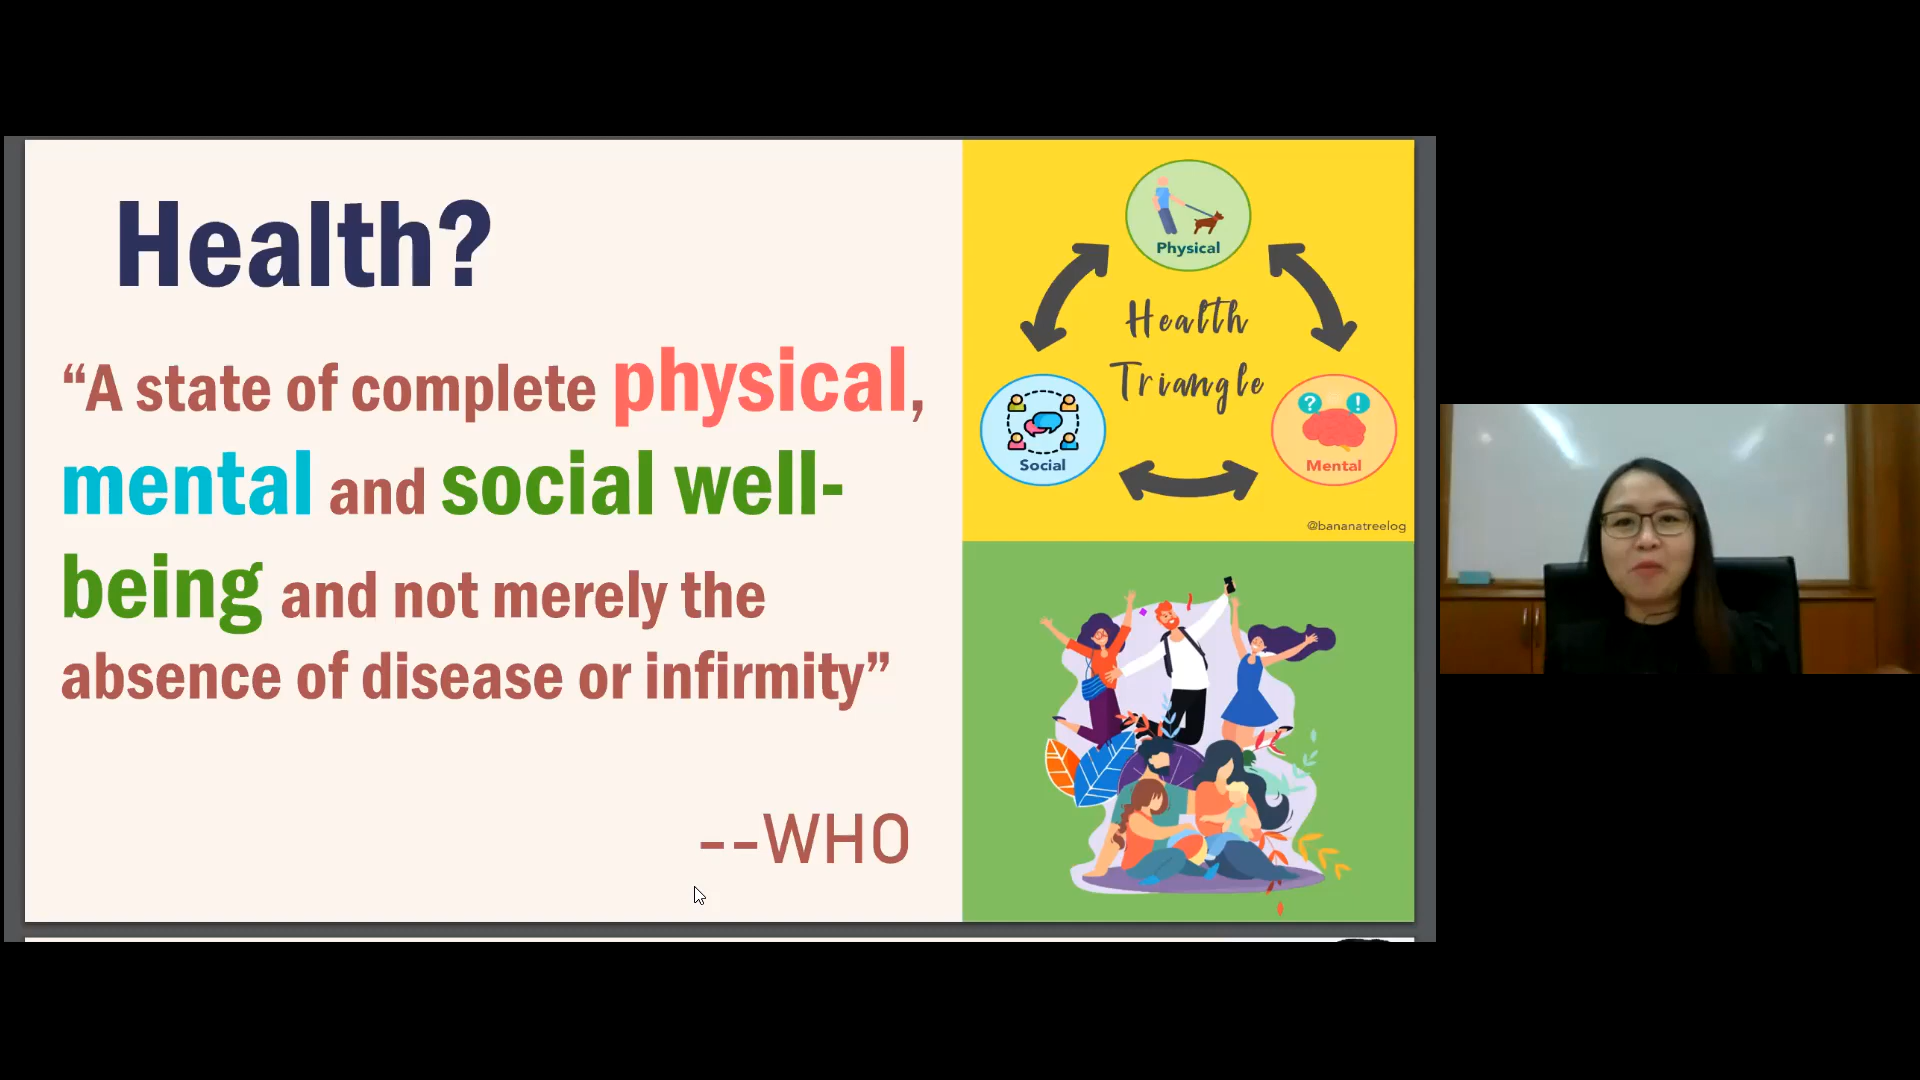 Health?
“A state of complete physical,
mental and social well-
being and not merely the
absence of disease or infirmity”
--WHO
Physical
Health
Triangle
Social
? !
Mental
@bananatreelog